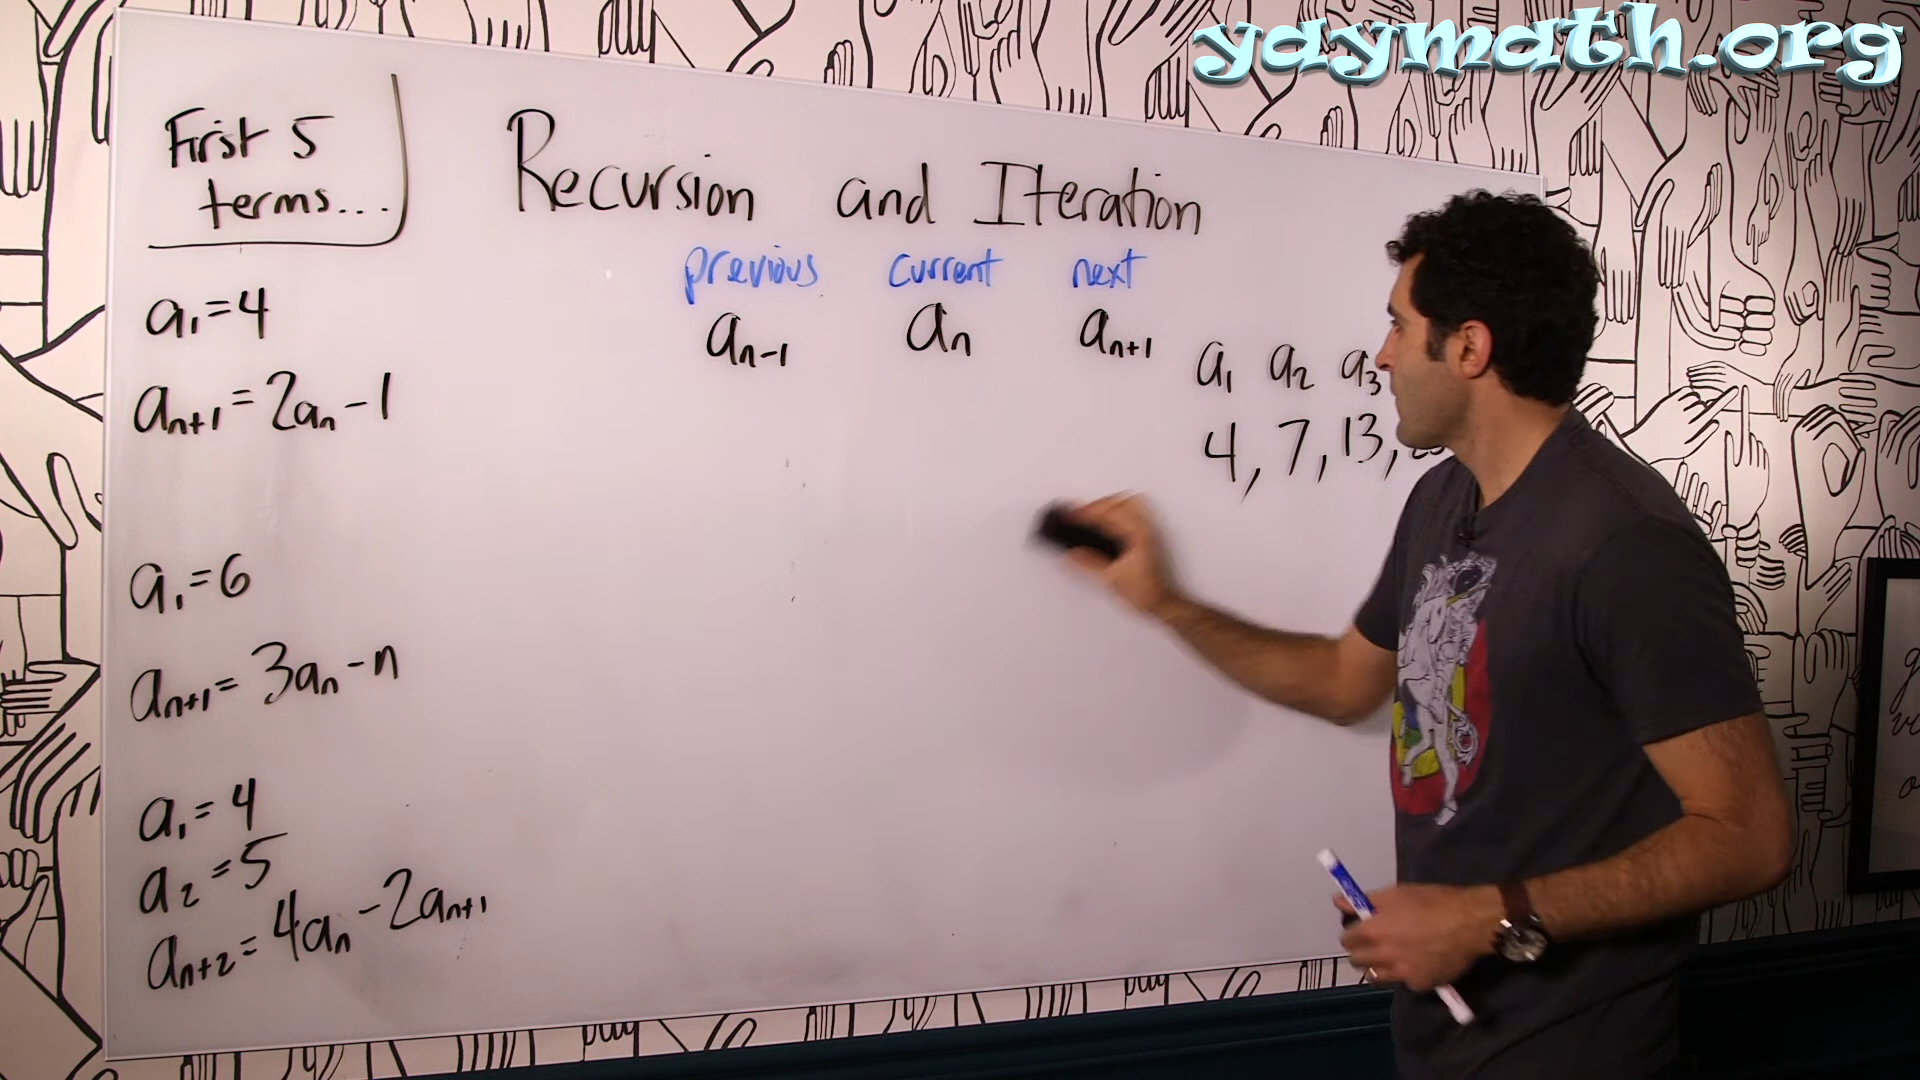 yaymath.org
First 5
terms...
Recursion and Iteration
previous current next
aₙ₋₁ aₙ aₙ₊₁
a₁ a₂ a₃
4, 7, 13,
a₁=4
aₙ₊₁=2aₙ-1
a₁=6
aₙ₊₁=3aₙ-n
a₁=4
a₂=5
aₙ₊₂=4aₙ-2aₙ₊₁